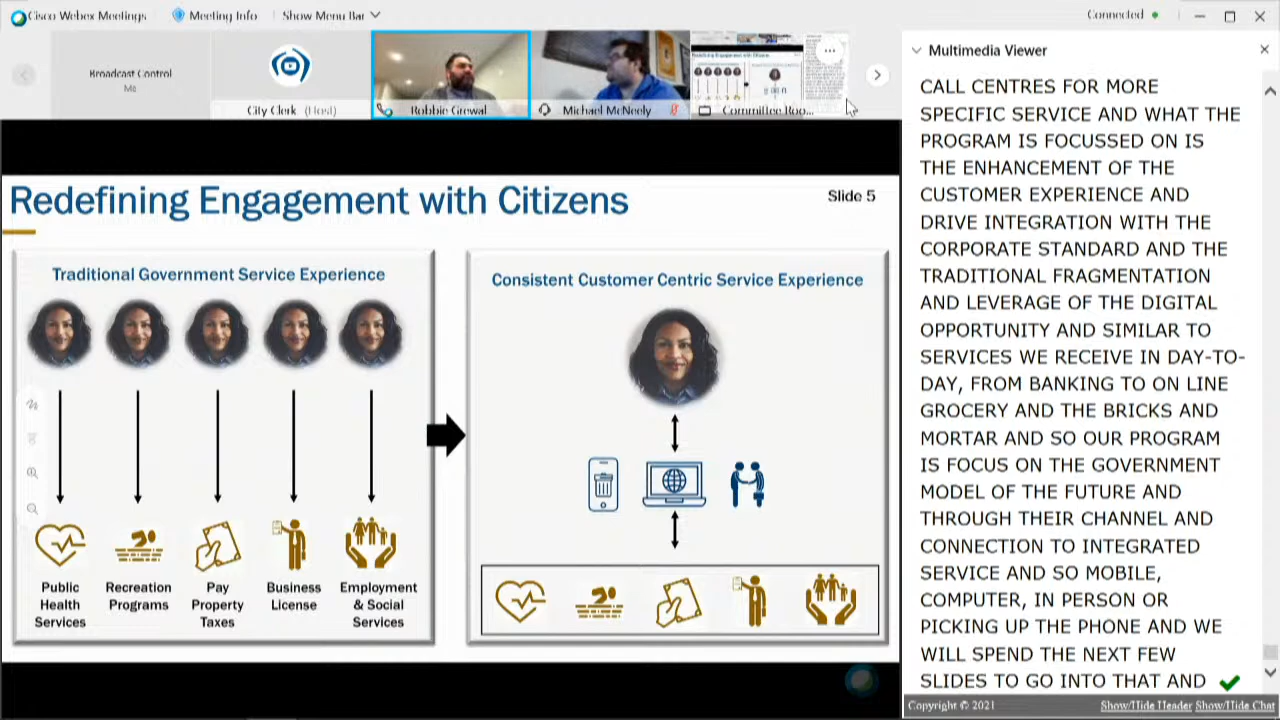 Cisco Webex Meetings
Meeting Info
Show Menu Bar
Connected
Broadcast Control
ME
City Clerk (Host)
Robbie Grewal
Michael McNeely
Committee Roo...
Redefining Engagement with Citizens
Slide 5
Traditional Government Service Experience
Public
Health
Services
Recreation
Programs
Pay
Property
Taxes
Business
License
Employment
& Social
Services
Consistent Customer Centric Service Experience
Multimedia Viewer
CALL CENTRES FOR MORE
SPECIFIC SERVICE AND WHAT THE
PROGRAM IS FOCUSSED ON IS
THE ENHANCEMENT OF THE
CUSTOMER EXPERIENCE AND
DRIVE INTEGRATION WITH THE
CORPORATE STANDARD AND THE
TRADITIONAL FRAGMENTATION
AND LEVERAGE OF THE DIGITAL
OPPORTUNITY AND SIMILAR TO
SERVICES WE RECEIVE IN DAY-TO-
DAY, FROM BANKING TO ON LINE
GROCERY AND THE BRICKS AND
MORTAR AND SO OUR PROGRAM
IS FOCUS ON THE GOVERNMENT
MODEL OF THE FUTURE AND
THROUGH THEIR CHANNEL AND
CONNECTION TO INTEGRATED
SERVICE AND SO MOBILE,
COMPUTER, IN PERSON OR
PICKING UP THE PHONE AND WE
WILL SPEND THE NEXT FEW
SLIDES TO GO INTO THAT AND
Copyright © 2021
Show/Hide Header Show/Hide Chat